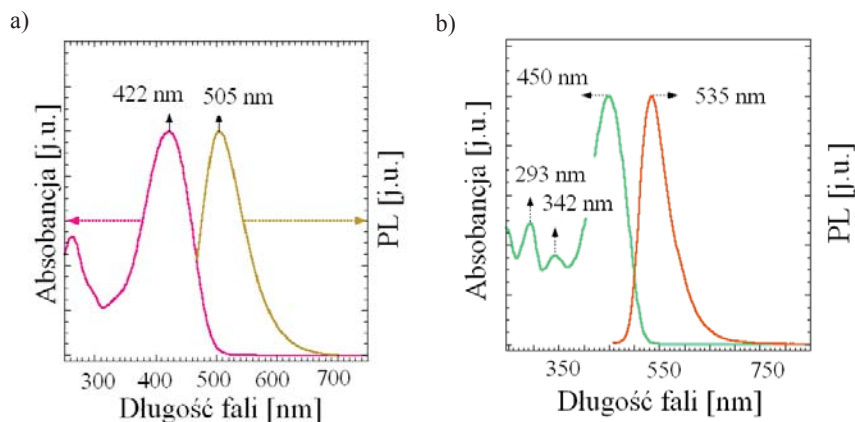 a)
422 nm 505 nm
Absobancja [j.u.]
PL [j.u.]
300 400 500 600 700
Długość fali [nm]
b)
450 nm
535 nm
293 nm
342 nm
Absobancja [j.u.]
PL [j.u.]
350 550 750
Długość fali [nm]